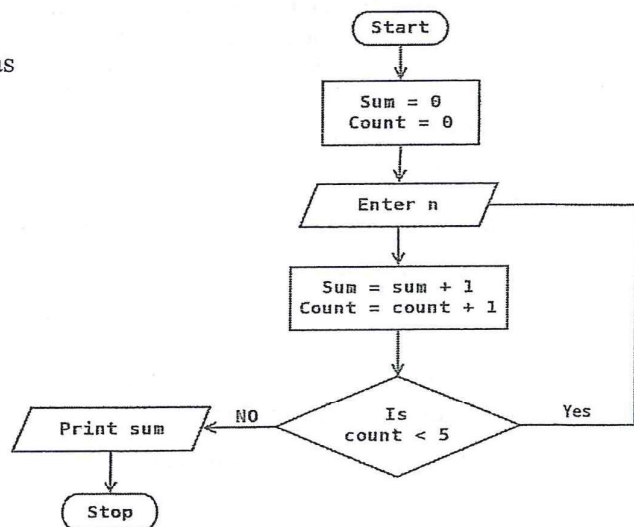 Start
us
Sum = 0
Count = 0
Enter n
Sum = sum + 1
Count = count + 1
Is
count < 5
NO
Yes
Print sum
Stop